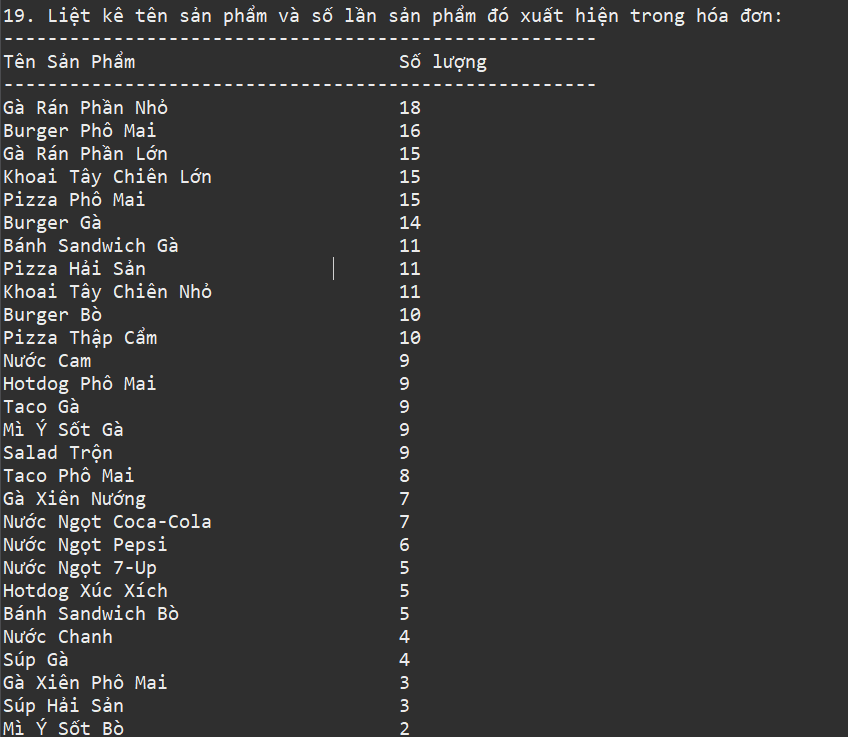 19. Liệt kê tên sản phẩm và số lần sản phẩm đó xuất hiện trong hóa đơn:
------------------------------------------------------
Tên Sản Phẩm Số lượng
------------------------------------------------------
Gà Rán Phần Nhỏ 18
Burger Phô Mai 16
Gà Rán Phần Lớn 15
Khoai Tây Chiên Lớn 15
Pizza Phô Mai 15
Burger Gà 14
Bánh Sandwich Gà 11
Pizza Hải Sản 11
Khoai Tây Chiên Nhỏ 11
Burger Bò 10
Pizza Thập Cẩm 10
Nước Cam 9
Hotdog Phô Mai 9
Taco Gà 9
Mì Ý Sốt Gà 9
Salad Trộn 9
Taco Phô Mai 8
Gà Xiên Nướng 7
Nước Ngọt Coca-Cola 7
Nước Ngọt Pepsi 6
Nước Ngọt 7-Up 5
Hotdog Xúc Xích 5
Bánh Sandwich Bò 5
Nước Chanh 4
Súp Gà 4
Gà Xiên Phô Mai 3
Súp Hải Sản 3
Mì Ý Sốt Bò 2